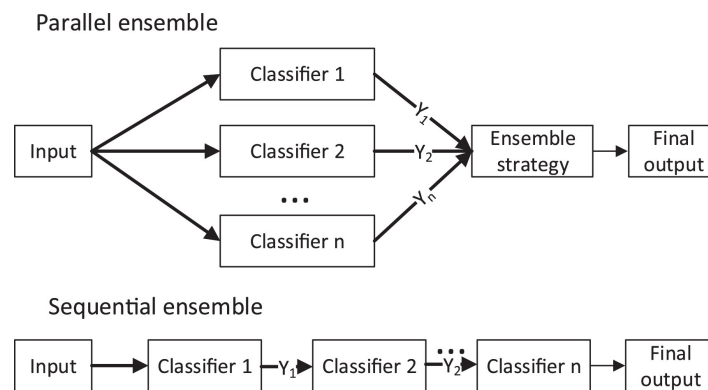 Parallel ensemble
Classifier 1
Y1
Input
Classifier 2
Y2
Ensemble
strategy
Final
output
...
Yn
Classifier n
Sequential ensemble
Input
Classifier 1
Y1
Classifier 2
...
Y2
Classifier n
Final
output